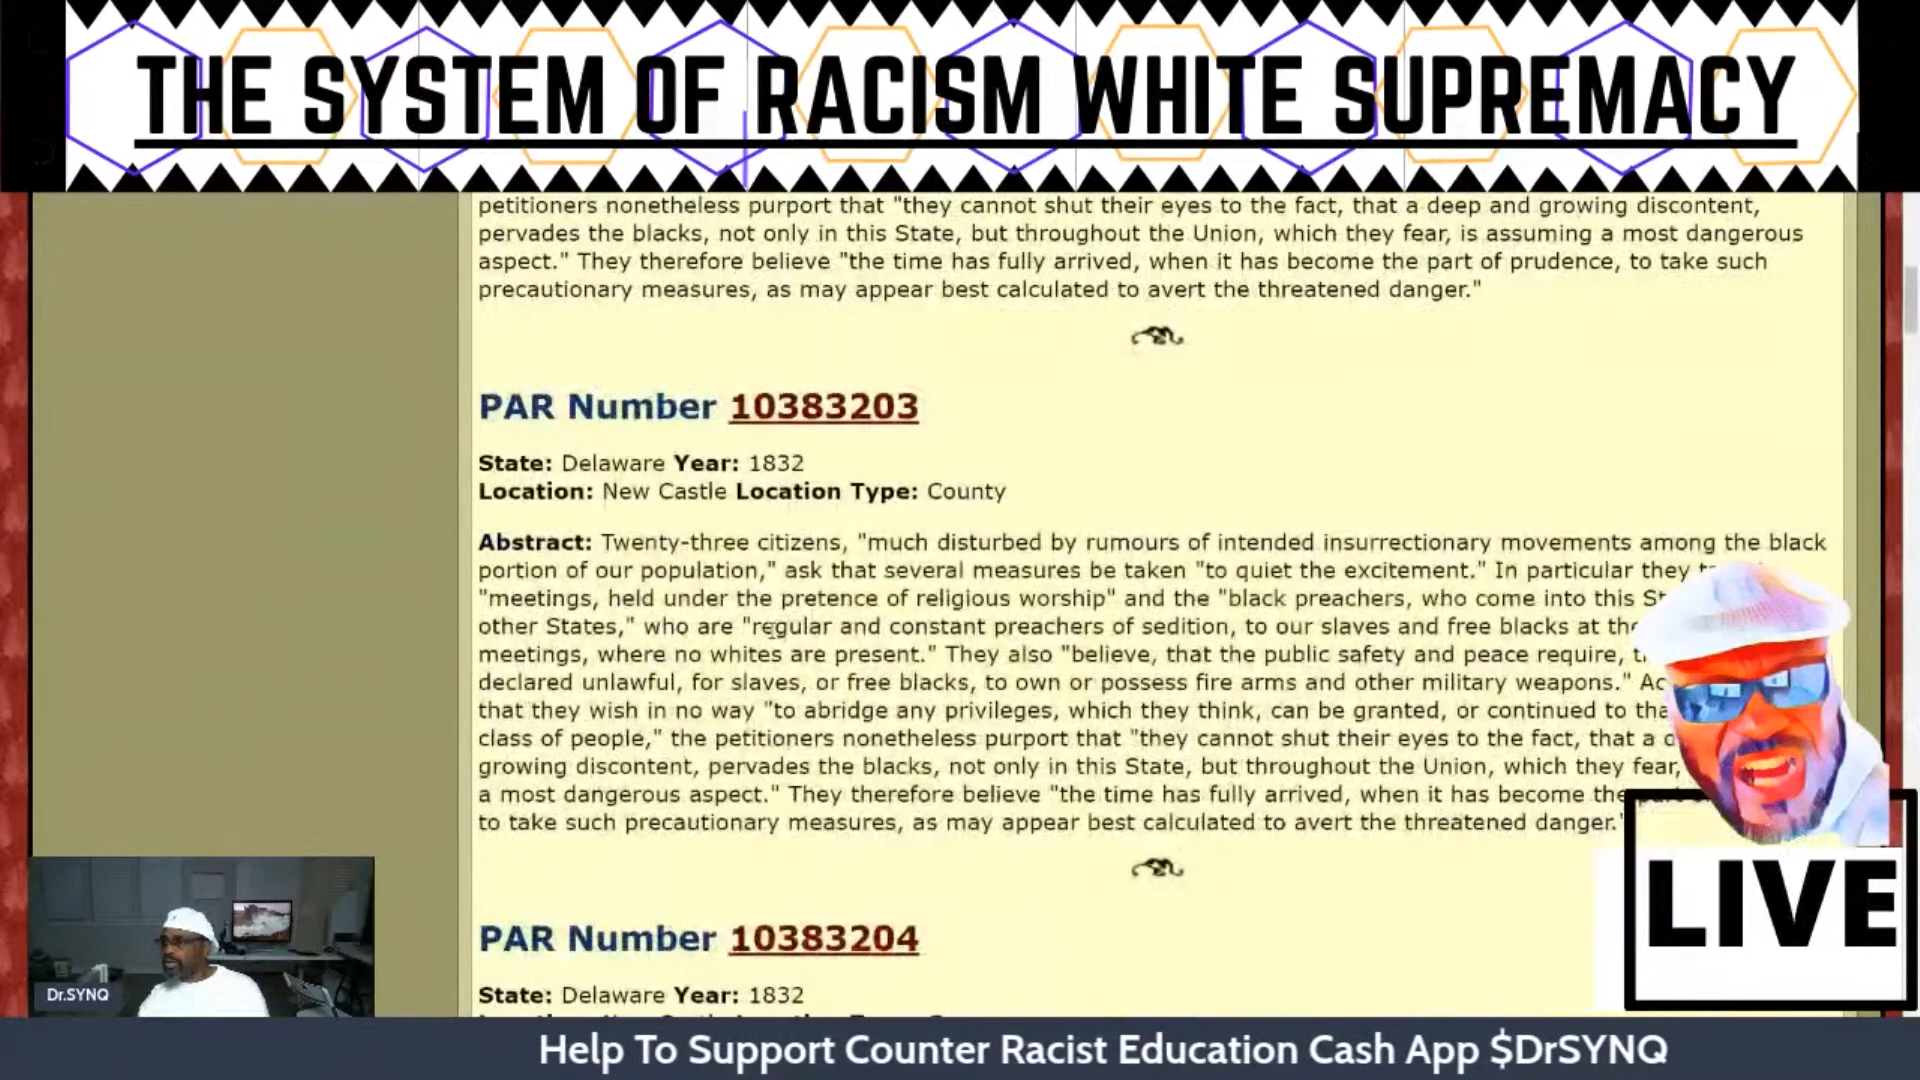 THE SYSTEM OF RACISM WHITE SUPREMACY
petitioners nonetheless purport that "they cannot shut their eyes to the fact, that a deep and growing discontent,
pervades the blacks, not only in this State, but throughout the Union, which they fear, is assuming a most dangerous
aspect." They therefore believe "the time has fully arrived, when it has become the part of prudence, to take such
precautionary measures, as may appear best calculated to avert the threatened danger."
PAR Number 10383203
State: Delaware Year: 1832
Location: New Castle Location Type: County
Abstract: Twenty-three citizens, "much disturbed by rumours of intended insurrectionary movements among the black
portion of our population," ask that several measures be taken "to quiet the excitement." In particular they
"meetings, held under the pretence of religious worship" and the "black preachers, who come into this
other States," who are "regular and constant preachers of sedition, to our slaves and free blacks at
meetings, where no whites are present." They also "believe, that the public safety and peace require,
declared unlawful, for slaves, or free blacks, to own or possess fire arms and other military weapons."
that they wish in no way "to abridge any privileges, which they think, can be granted, or continued to
class of people," the petitioners nonetheless purport that "they cannot shut their eyes to the fact, that a
growing discontent, pervades the blacks, not only in this State, but throughout the Union, which they fear,
a most dangerous aspect." They therefore believe "the time has fully arrived, when it has become the
to take such precautionary measures, as may appear best calculated to avert the threatened danger."
PAR Number 10383204
State: Delaware Year: 1832
LIVE
Dr.SYNQ
Help To Support Counter Racist Education Cash App $DrSYNQ